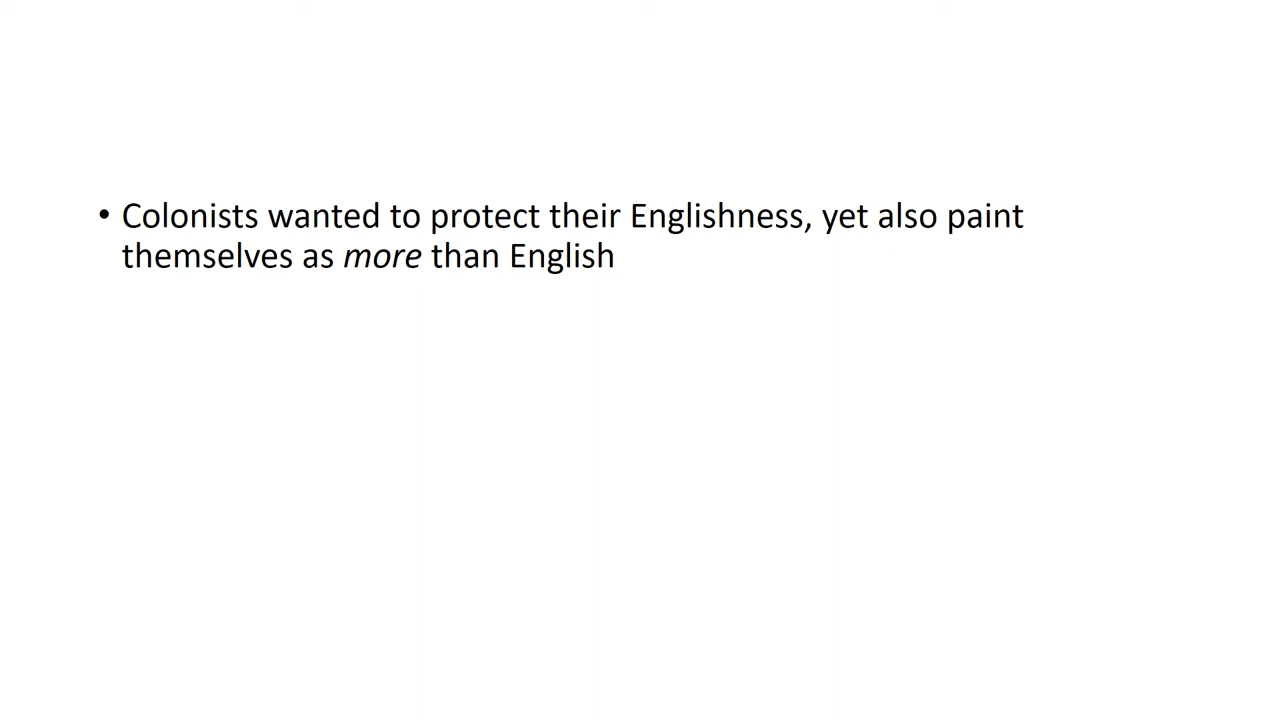 • Colonists wanted to protect their Englishness, yet also paint
themselves as more than English